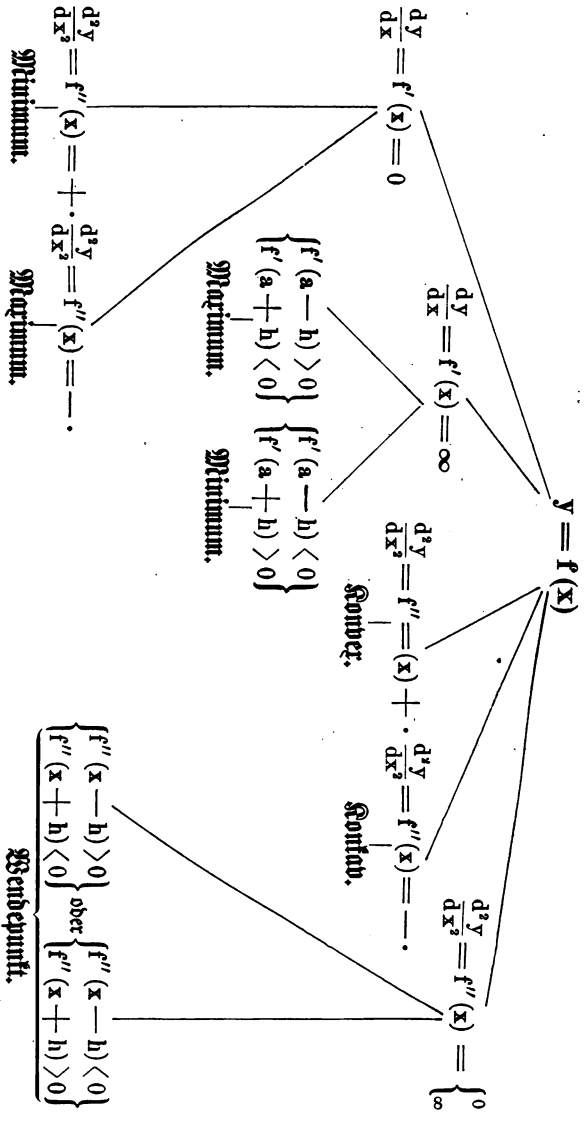 y = f (x)
dy/dx = f' (x) = 0
dy/dx = f' (x) = ∞
{f' (a — h) > 0}
{f' (a + h) < 0}
Maximum.
{f' (a — h) < 0}
{f' (a + h) > 0}
Minimum.
d²y/dx² = f'' (x) = + .
Minimum.
d²y/dx² = f'' (x) = — .
Maximum.
d²y/dx² = f'' = (x) + .
Konvex.
d²y/dx² = f'' (x) = — .
Konkav.
d²y/dx² = f'' (x) = {0 ∞
{f'' (x — h) > 0} oder {f'' (x — h) < 0}
{f'' (x + h) < 0} {f'' (x + h) > 0}
Wendepunkt.